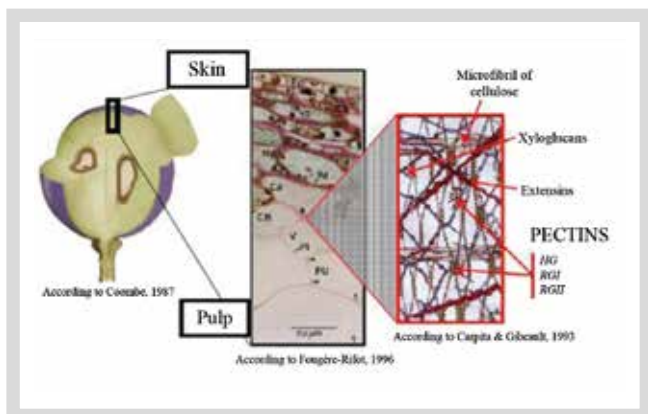 Skin
Microfibril of
cellulose
Xyloglucans
Extensins
PECTINS
HG
RGI
RGII
According to Coombe, 1987
Pulp
According to Fougère-Rifot, 1996
According to Carpita & Gibeault, 1993